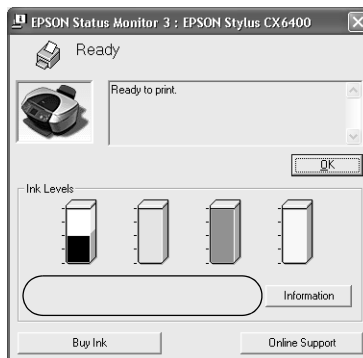 EPSON Status Monitor 3 : EPSON Stylus CX6400
Ready
Ready to print.
OK
Ink Levels
Information
Buy Ink
Online Support